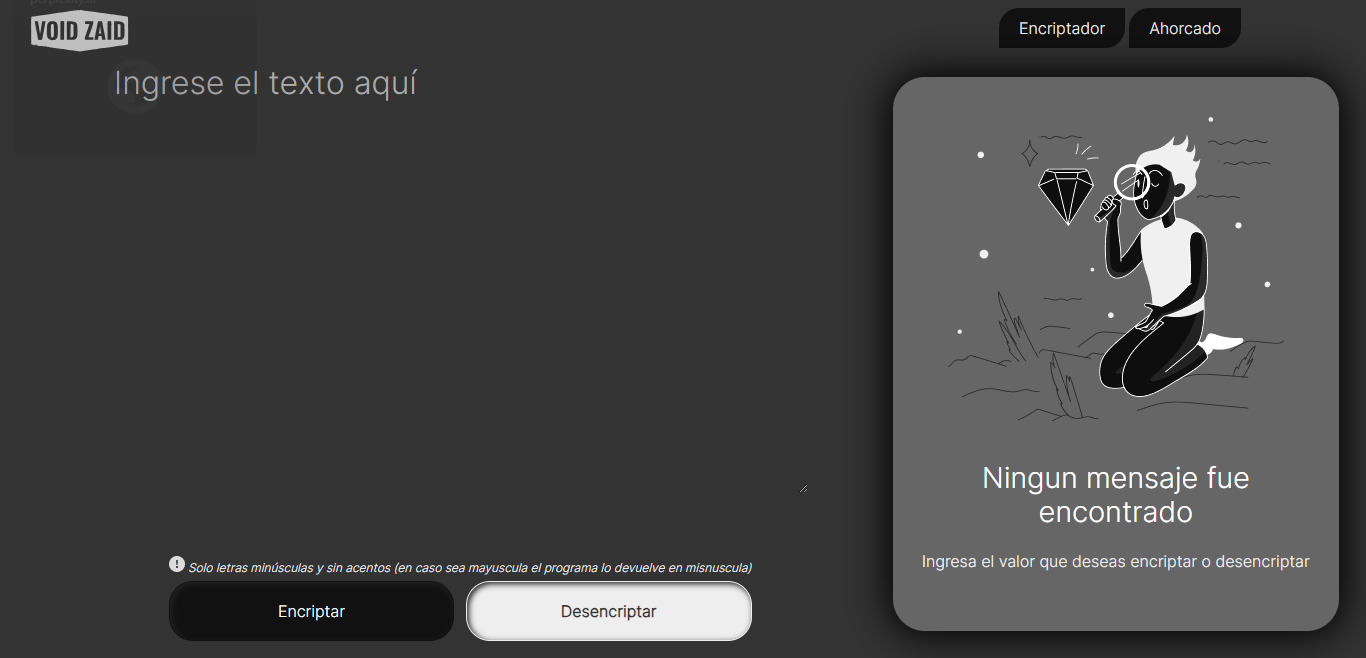 VOID ZAID
Encriptador
Ahorcado
Ingrese el texto aquí
Ningun mensaje fue
encontrado
Ingresa el valor que deseas encriptar o desencriptar
! Solo letras minúsculas y sin acentos (en caso sea mayuscula el programa lo devuelve en misnuscula)
Encriptar
Desencriptar